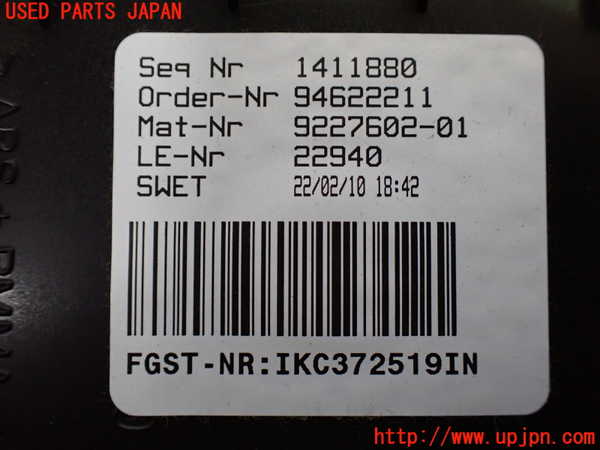 USED PARTS JAPAN
Seq Nr 1411880
Order-Nr 94622211
Mat-Nr 9227602-01
LE-Nr 22940
SWET 22/02/10 18:42
FGST-NR:IKC372519IN
http://www.upjpn.com/